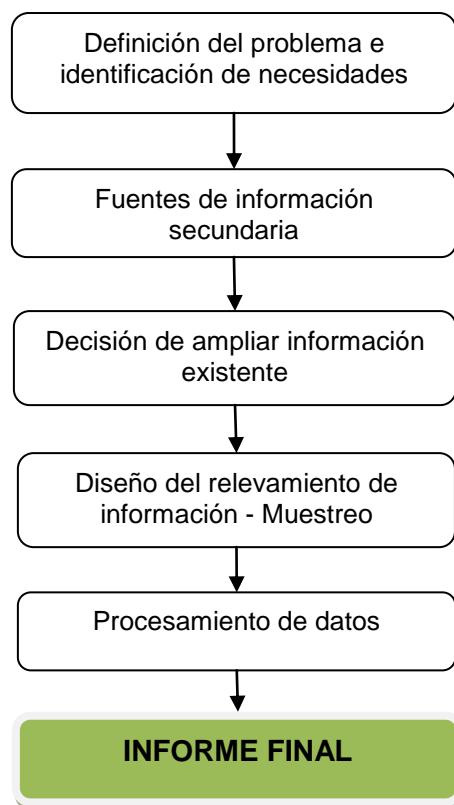 Definición del problema e
identificación de necesidades
Fuentes de información
secundaria
Decisión de ampliar información
existente
Diseño del relevamiento de
información - Muestreo
Procesamiento de datos
INFORME FINAL